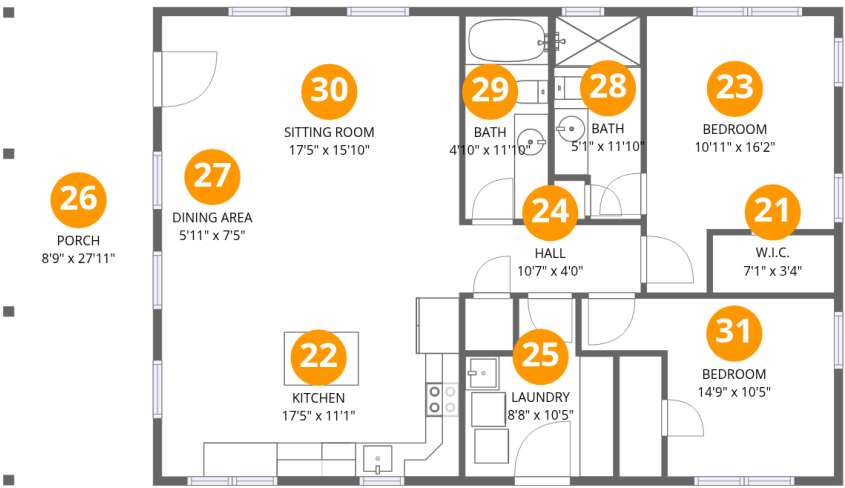 30
SITTING ROOM
17'5" x 15'10"
29
BATH
4'10" x 11'10"
28
BATH
5'1" x 11'10"
23
BEDROOM
10'11" x 16'2"
26
PORCH
8'9" x 27'11"
27
DINING AREA
5'11" x 7'5"
24
HALL
10'7" x 4'0"
21
W.I.C.
7'1" x 3'4"
22
KITCHEN
17'5" x 11'1"
25
LAUNDRY
8'8" x 10'5"
31
BEDROOM
14'9" x 10'5"